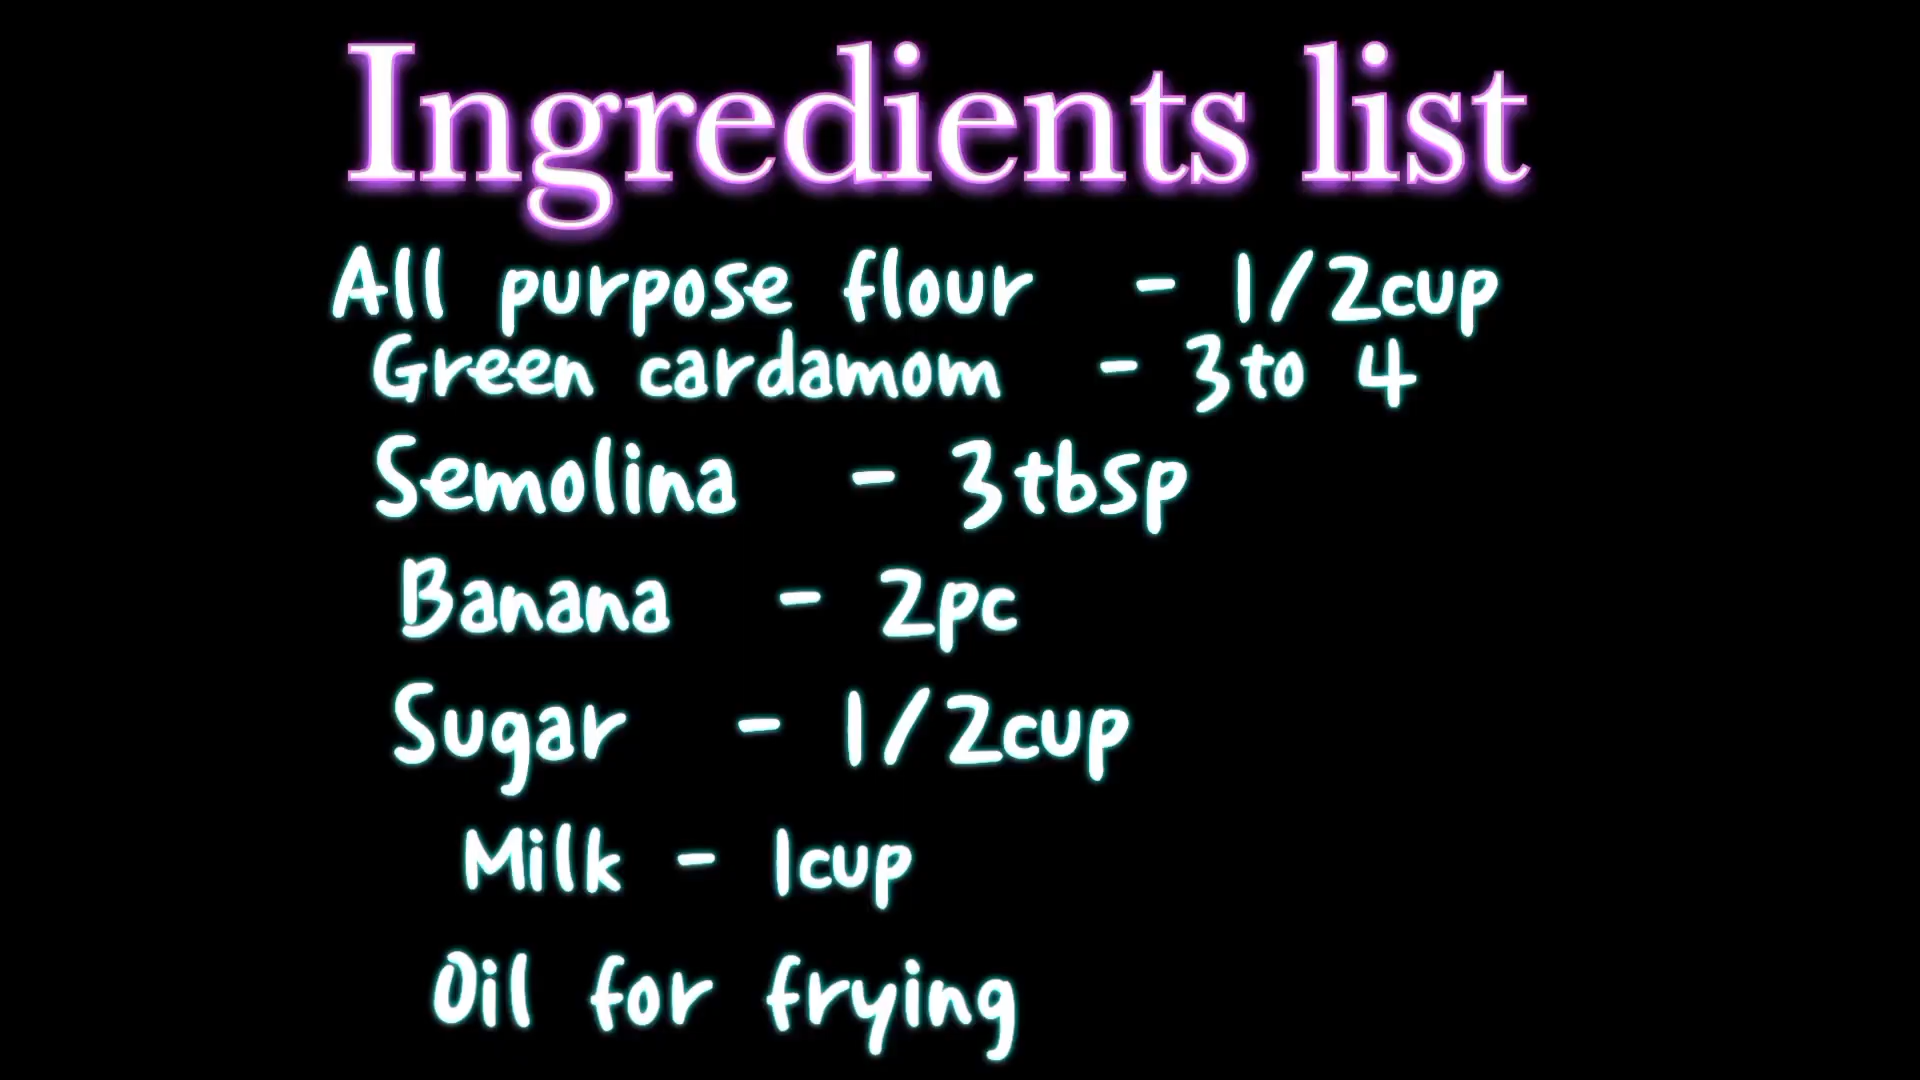 Ingredients list
All purpose flour - 1/2cup
Green cardamom - 3to 4
Semolina - 3tbsp
Banana - 2pc
Sugar - 1/2cup
Milk - 1cup
Oil for frying